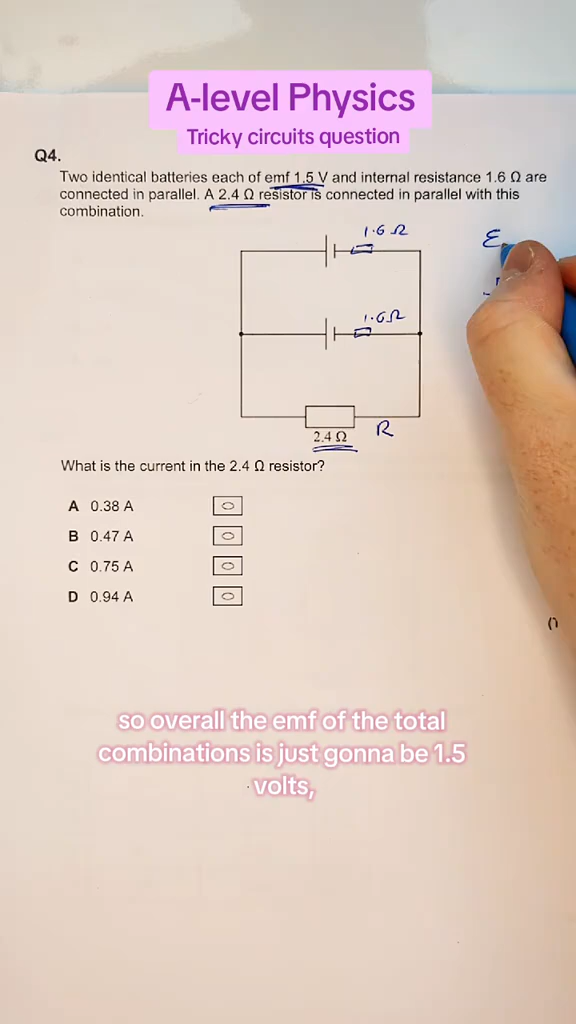 A-level Physics
Tricky circuits question
Q4.
Two identical batteries each of emf 1.5 V and internal resistance 1.6 Ω are
connected in parallel. A 2.4 Ω resistor is connected in parallel with this
combination.
1.6 Ω
ε
1.6Ω
2.4 Ω
R
What is the current in the 2.4 Ω resistor?
A 0.38 A
B 0.47 A
C 0.75 A
D 0.94 A
so overall the emf of the total
combinations is just gonna be 1.5
volts,